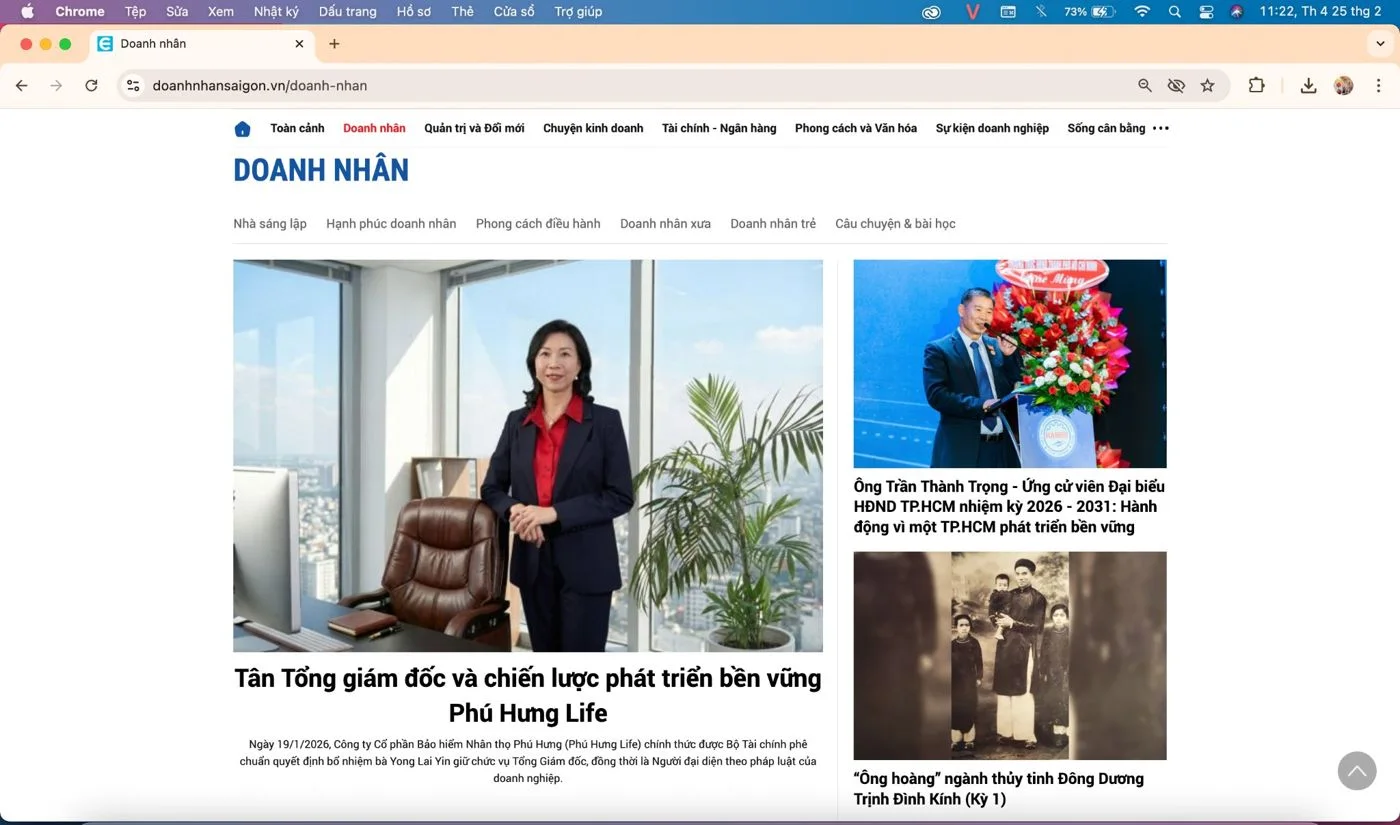 Chrome Tệp Sửa Xem Nhật ký Dấu trang Hồ sơ Thẻ Cửa sổ Trợ giúp 73% 11:22, Th 4 25 thg 2
Doanh nhân
doanhnhansaigon.vn/doanh-nhan
Toàn cảnh Doanh nhân Quản trị và Đổi mới Chuyện kinh doanh Tài chính - Ngân hàng Phong cách và Văn hóa Sự kiện doanh nghiệp Sống cân bằng
DOANH NHÂN
Nhà sáng lập Hạnh phúc doanh nhân Phong cách điều hành Doanh nhân xưa Doanh nhân trẻ Câu chuyện & bài học
Tân Tổng giám đốc và chiến lược phát triển bền vững
Phú Hưng Life
Ngày 19/1/2026, Công ty Cổ phần Bảo hiểm Nhân thọ Phú Hưng (Phú Hưng Life) chính thức được Bộ Tài chính phê
chuẩn quyết định bổ nhiệm bà Yong Lai Yin giữ chức vụ Tổng Giám đốc, đồng thời là Người đại diện theo pháp luật của
doanh nghiệp.
Ông Trần Thành Trọng - Ứng cử viên Đại biểu
HĐND TP.HCM nhiệm kỳ 2026 - 2031: Hành
động vì một TP.HCM phát triển bền vững
“Ông hoàng” ngành thủy tinh Đông Dương
Trịnh Đình Kính (Kỳ 1)